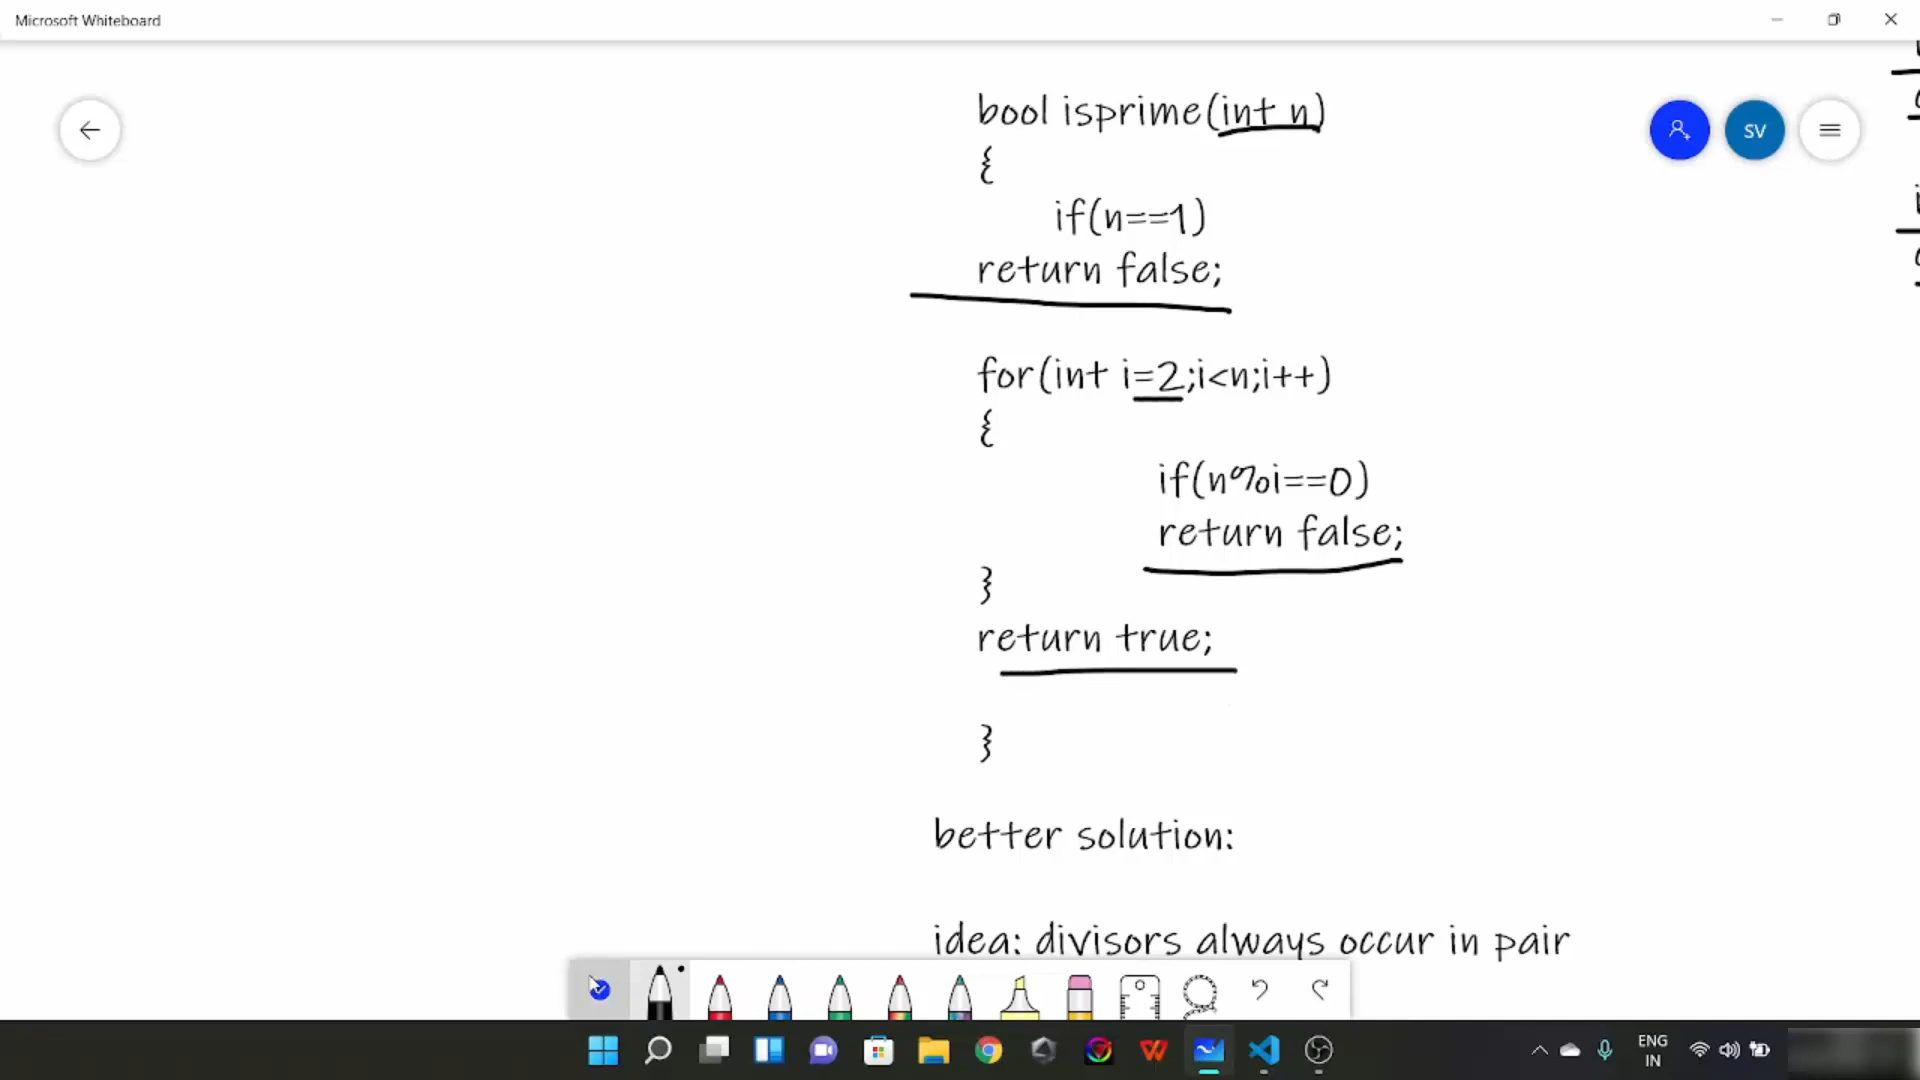 Microsoft Whiteboard
bool isprime(int n)
{
if(n==1)
return false;
for(int i=2;i<n;i++)
{
if(n%i==0)
return false;
}
return true;
}
better solution:
idea: divisors always occur in pair
SV
ENG
IN